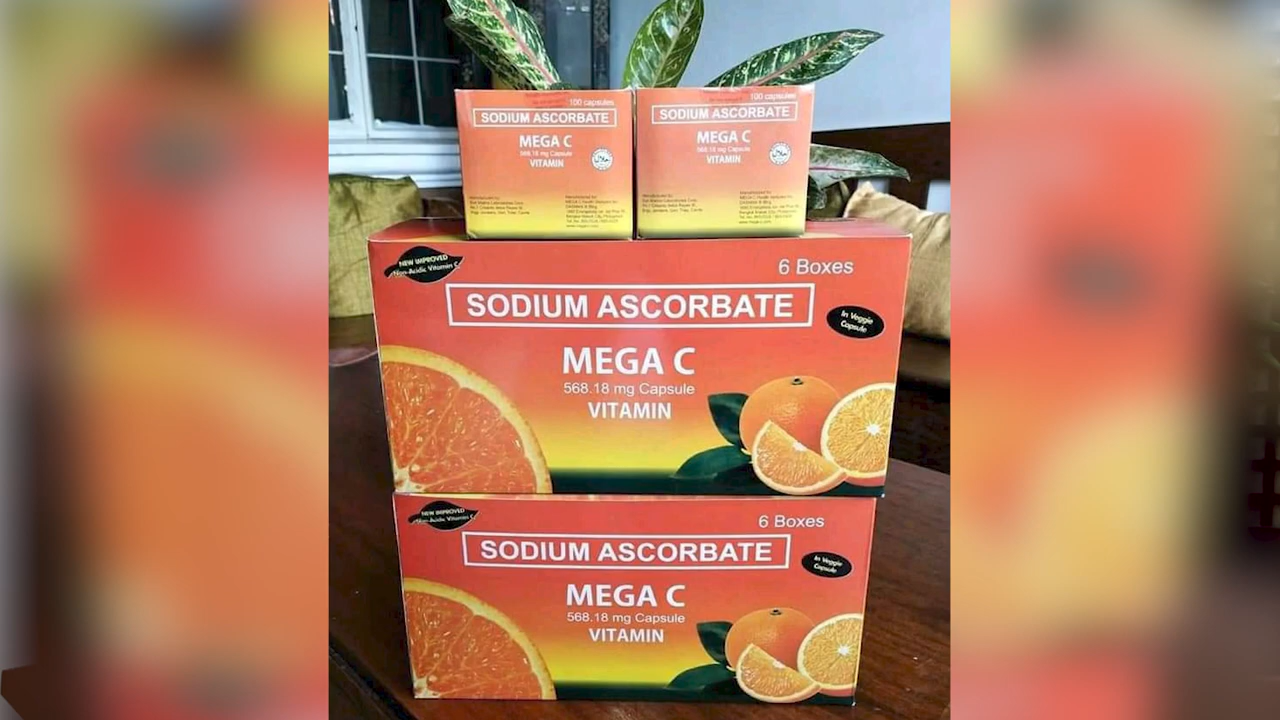 100 capsules
SODIUM ASCORBATE
MEGA C
568.18 mg Capsule
VITAMIN
100 capsules
SODIUM ASCORBATE
MEGA C
568.18 mg Capsule
VITAMIN
NEW IMPROVED
Non-Acidic Vitamin C
6 Boxes
SODIUM ASCORBATE
In Veggie
Capsule
MEGA C
568.18 mg Capsule
VITAMIN
NEW IMPROVED
Non-Acidic Vitamin C
6 Boxes
SODIUM ASCORBATE
In Veggie
Capsule
MEGA C
568.18 mg Capsule
VITAMIN